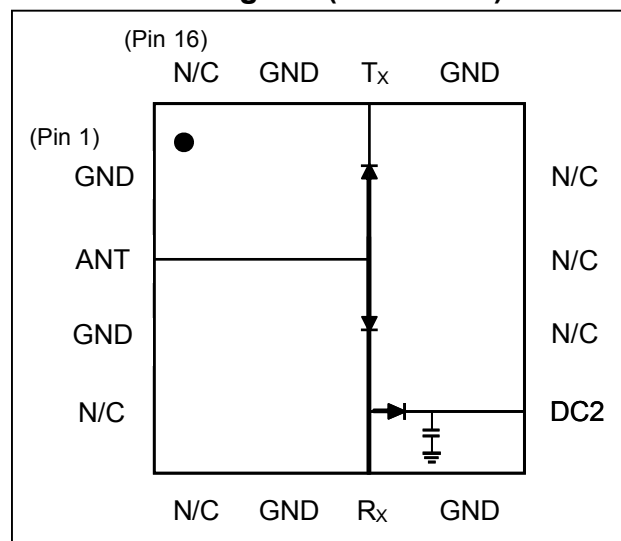 (Pin 16)
N/C GND TX GND
(Pin 1)
GND N/C
ANT N/C
GND N/C
N/C DC2
N/C GND RX GND